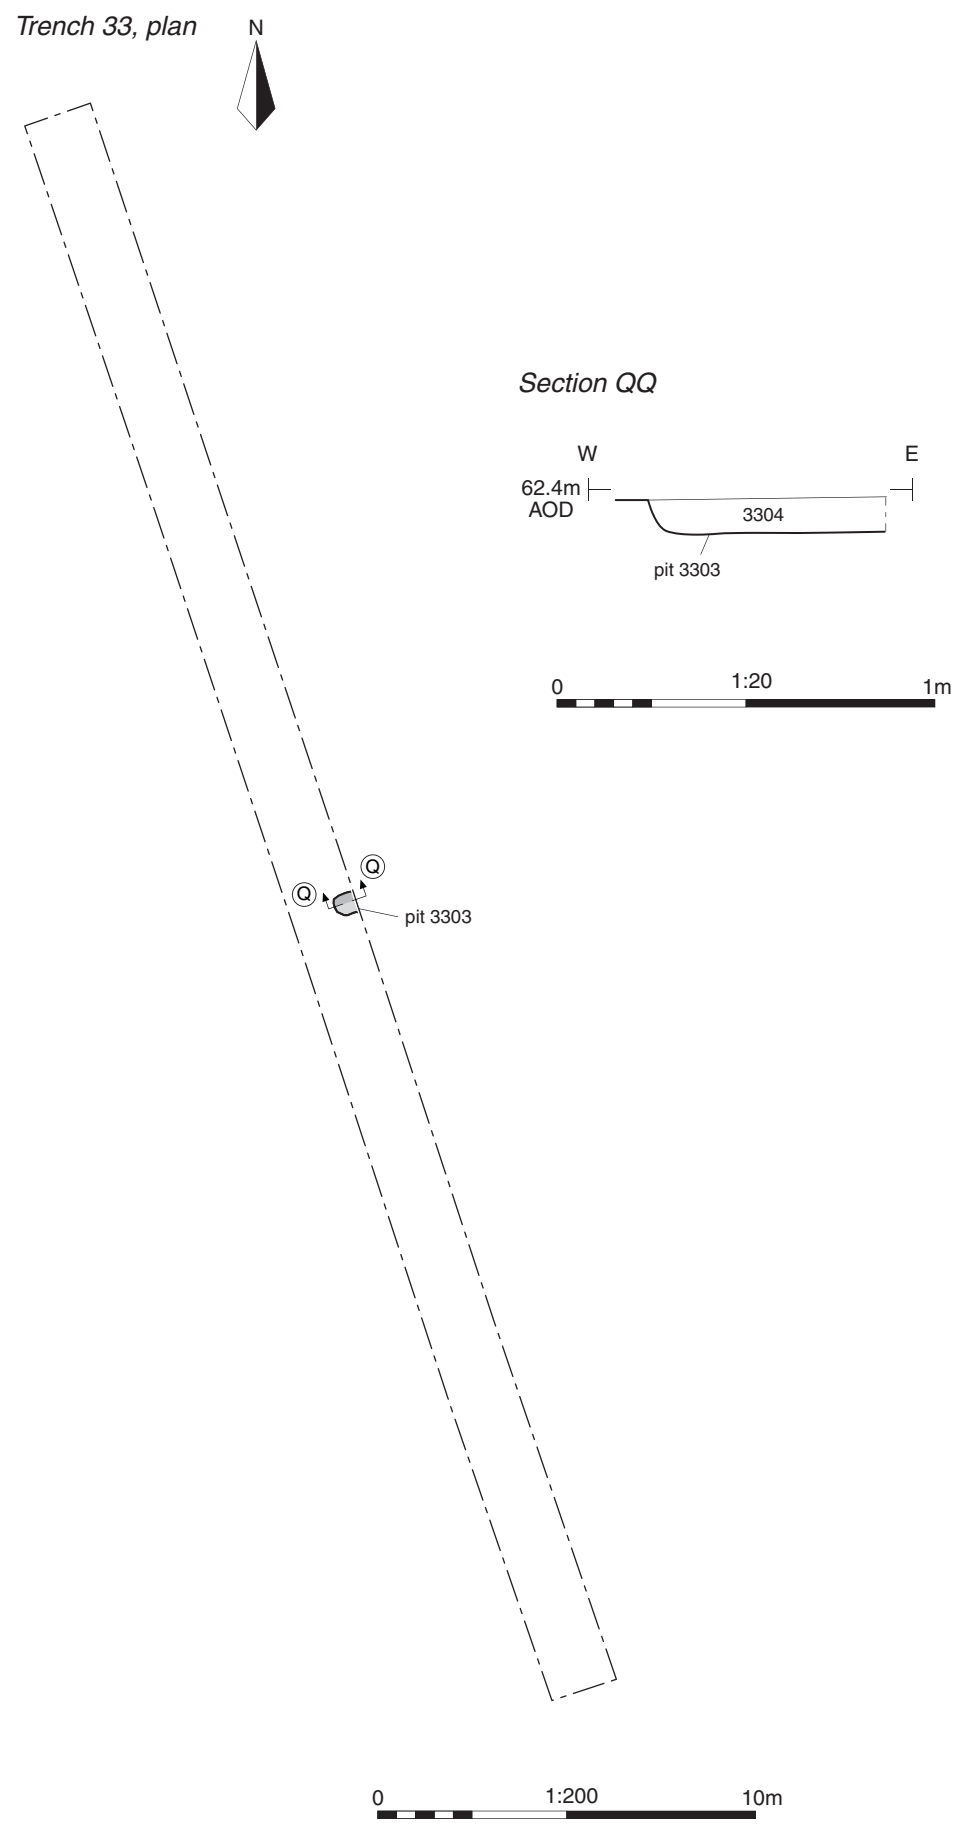 Trench 33, plan
N
Section QQ
W
E
62.4m
AOD
3304
pit 3303
0
1:20
1m
Q
Q
pit 3303
0
1:200
10m